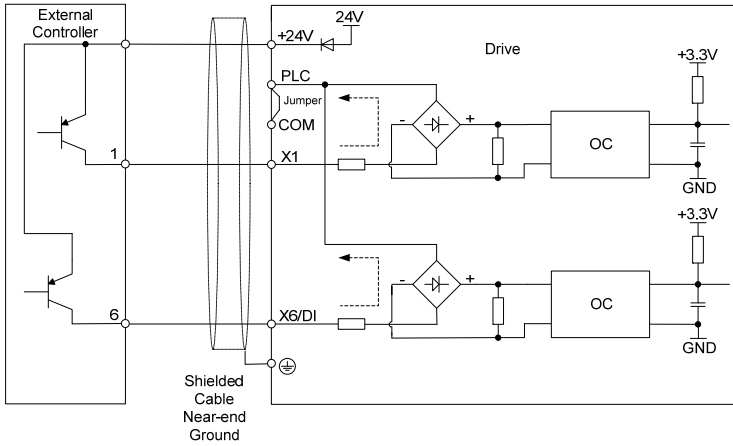 External
Controller
24V
+24V
Drive
PLC
+3.3V
Jumper
- +
COM
OC
1
X1
GND
+3.3V
- +
OC
6
X6/DI
GND
Shielded
Cable
Near-end
Ground